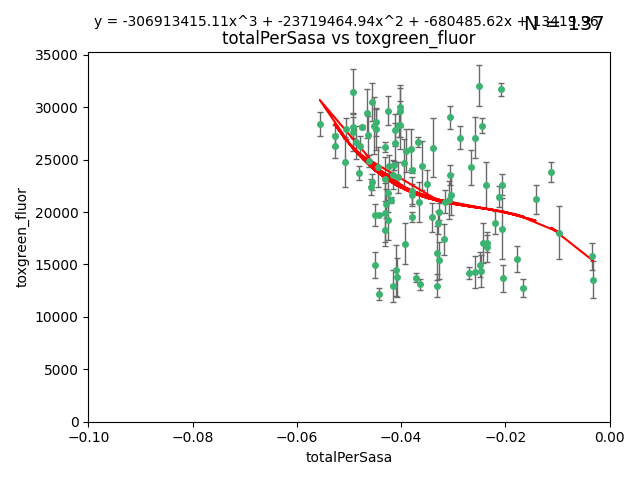 y = -306913415.11x^3 + -23719464.94x^2 + -680485.62x + 13419.96
N = 137
totalPerSasa vs toxgreen_fluor
35000
30000
25000
20000
15000
10000
5000
0
toxgreen_fluor
−0.10 −0.08 −0.06 −0.04 −0.02 0.00
totalPerSasa